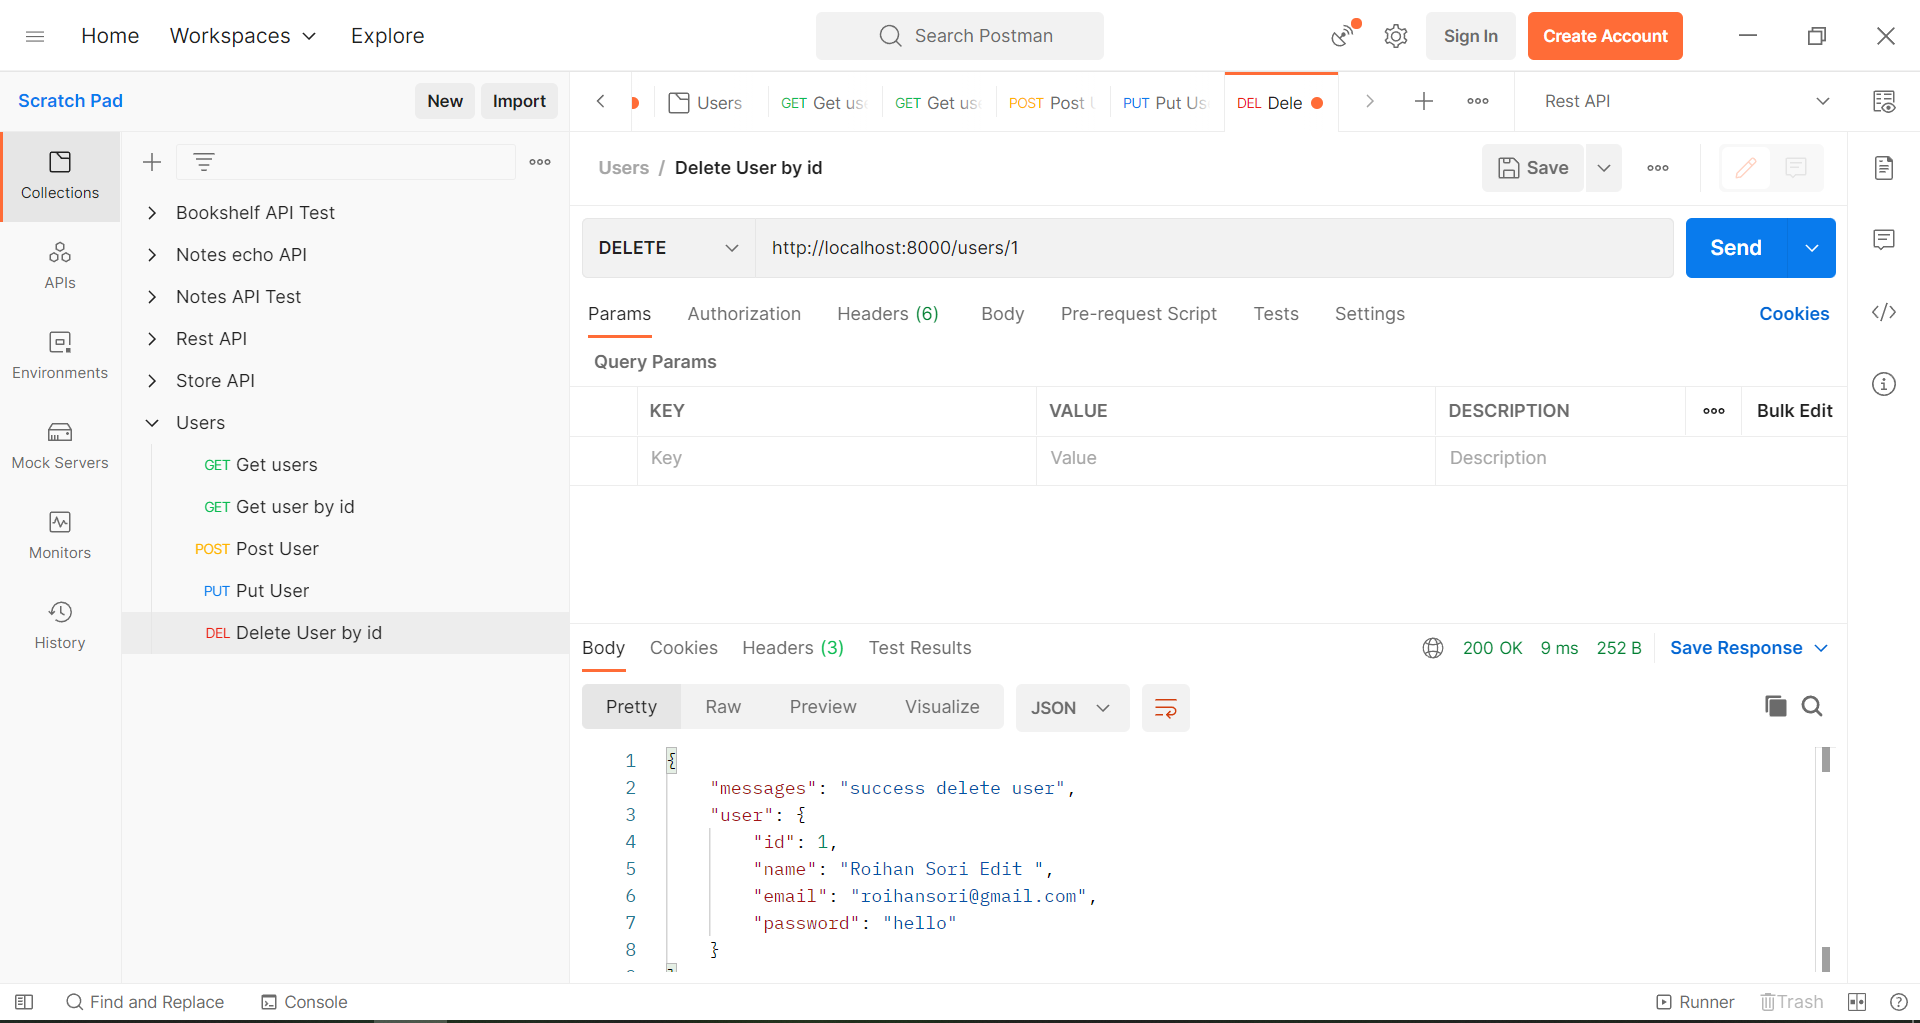 Home Workspaces Explore Search Postman Sign In Create Account
Scratch Pad New Import
Users GET Get us POST Post PUT Put Us DEL Dele Rest API
GET Get us
Collections
APIs
Environments
Mock Servers
Monitors
History
Bookshelf API Test
Notes echo API
Notes API Test
Rest API
Store API
Users
GET Get users
GET Get user by id
POST Post User
PUT Put User
DEL Delete User by id
Users / Delete User by id Save
DELETE http://localhost:8000/users/1 Send
Params Authorization Headers (6) Body Pre-request Script Tests Settings Cookies
Query Params
KEY VALUE DESCRIPTION Bulk Edit
Key Value Description
Body Cookies Headers (3) Test Results 200 OK 9 ms 252 B Save Response
Pretty Raw Preview Visualize JSON
1 {
2 "messages": "success delete user",
3 "user": {
4 "id": 1,
5 "name": "Roihan Sori Edit ",
6 "email": "roihansori@gmail.com",
7 "password": "hello"
8 }
Find and Replace Console Runner Trash